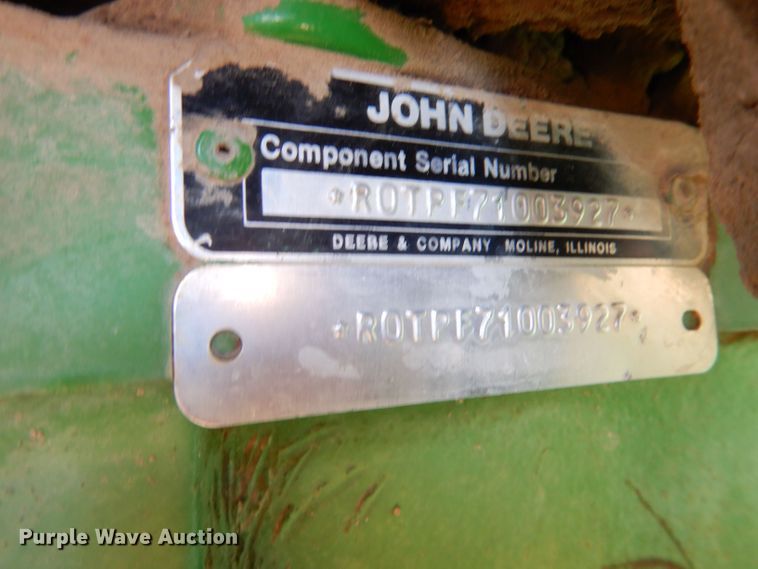 JOHN DEERE
Component Serial Number
*R0TPF71003927*
DEERE & COMPANY MOLINE, ILLINOIS
*R0TPF71003927*
Purple Wave Auction